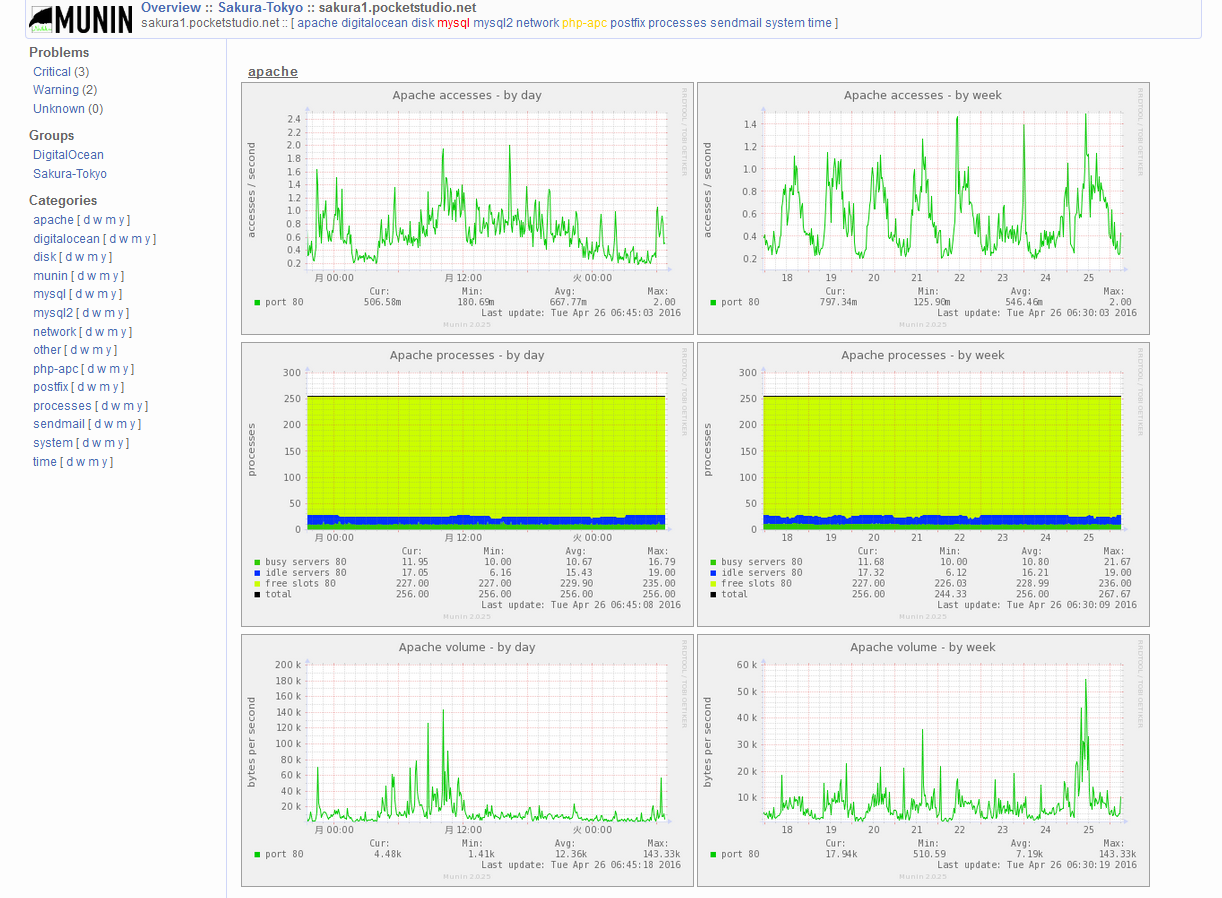 MUNIN
Overview :: Sakura-Tokyo :: sakura1.pocketstudio.net
sakura1.pocketstudio.net :: [ apache digitalocean disk mysql mysql2 network php-apc postfix processes sendmail system time ]
Problems
Critical (3)
Warning (2)
Unknown (0)
Groups
DigitalOcean
Sakura-Tokyo
Categories
apache [ d w m y ]
digitalocean [ d w m y ]
disk [ d w m y ]
munin [ d w m y ]
mysql [ d w m y ]
mysql2 [ d w m y ]
network [ d w m y ]
other [ d w m y ]
php-apc [ d w m y ]
postfix [ d w m y ]
processes [ d w m y ]
sendmail [ d w m y ]
system [ d w m y ]
time [ d w m y ]
apache
Apache accesses - by day
RRDTOOL / TOBI OETIKER
accesses / second
2.4
2.2
2.0
1.8
1.6
1.4
1.2
1.0
0.8
0.6
0.4
0.2
月 00:00 月 12:00 火 00:00
Cur: Min: Avg: Max:
port 80 506.58m 180.69m 667.77m 2.00
Last update: Tue Apr 26 06:45:03 2016
Munin 2.0.25
Apache accesses - by week
RRDTOOL / TOBI OETIKER
accesses / second
1.4
1.2
1.0
0.8
0.6
0.4
0.2
18 19 20 21 22 23 24 25
Cur: Min: Avg: Max:
port 80 797.34m 125.90m 546.46m 2.00
Last update: Tue Apr 26 06:30:03 2016
Munin 2.0.25
Apache processes - by day
RRDTOOL / TOBI OETIKER
processes
300
250
200
150
100
50
0
月 00:00 月 12:00 火 00:00
Cur: Min: Avg: Max:
busy servers 80 11.95 10.00 10.67 16.79
idle servers 80 17.05 6.16 15.43 19.00
free slots 80 227.00 227.00 229.90 235.00
total 256.00 256.00 256.00 256.00
Last update: Tue Apr 26 06:45:08 2016
Munin 2.0.25
Apache processes - by week
RRDTOOL / TOBI OETIKER
processes
300
250
200
150
100
50
0
18 19 20 21 22 23 24 25
Cur: Min: Avg: Max:
busy servers 80 11.68 10.00 10.80 21.67
idle servers 80 17.32 6.12 16.21 19.00
free slots 80 227.00 226.03 228.99 236.00
total 256.00 244.33 256.00 267.67
Last update: Tue Apr 26 06:30:09 2016
Munin 2.0.25
Apache volume - by day
RRDTOOL / TOBI OETIKER
bytes per second
200 k
180 k
160 k
140 k
120 k
100 k
80 k
60 k
40 k
20 k
月 00:00 月 12:00 火 00:00
Cur: Min: Avg: Max:
port 80 4.48k 1.41k 12.36k 143.33k
Last update: Tue Apr 26 06:45:18 2016
Munin 2.0.25
Apache volume - by week
RRDTOOL / TOBI OETIKER
bytes per second
60 k
50 k
40 k
30 k
20 k
10 k
18 19 20 21 22 23 24 25
Cur: Min: Avg: Max:
port 80 17.94k 510.59 7.19k 143.33k
Last update: Tue Apr 26 06:30:19 2016
Munin 2.0.25